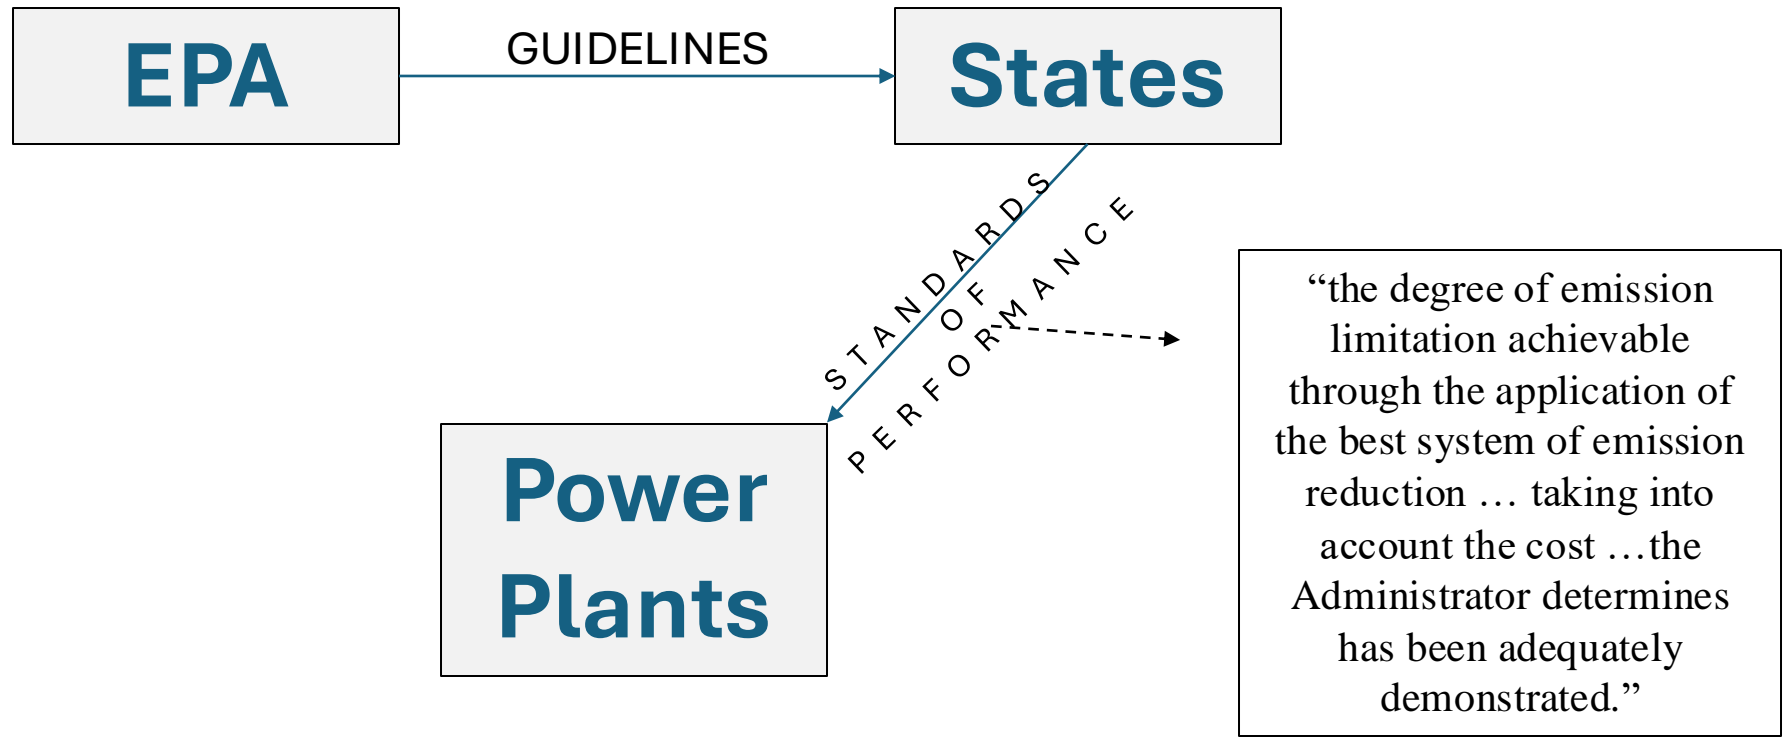 EPA
GUIDELINES
States
STANDARDS
OF
PERFORMANCE
Power
Plants
“the degree of emission
limitation achievable
through the application of
the best system of emission
reduction … taking into
account the cost …the
Administrator determines
has been adequately
demonstrated.”